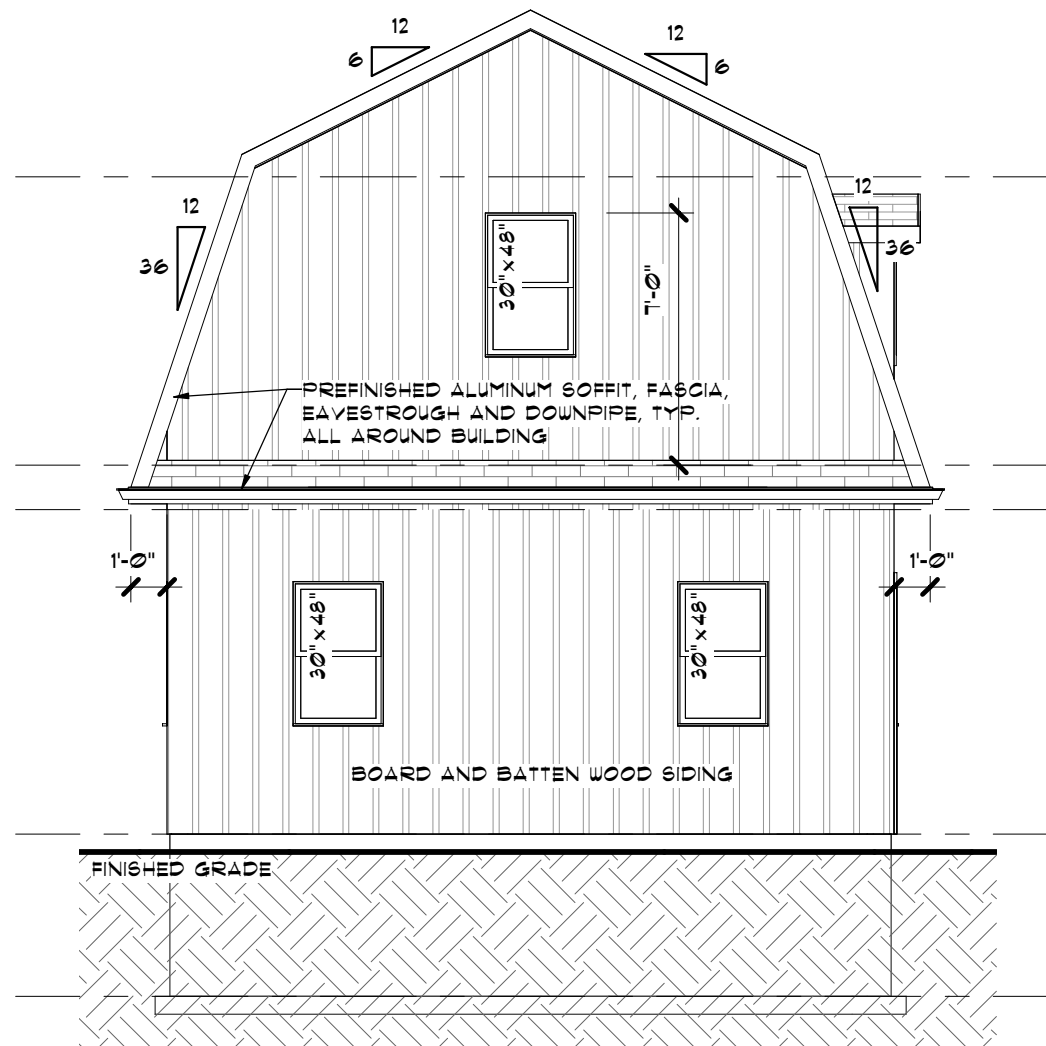 12
6
12
6
12
36
12
36
30"x48"
7'-0"
PREFINISHED ALUMINUM SOFFIT, FASCIA,
EAVESTROUGH AND DOWNPIPE, TYP.
ALL AROUND BUILDING
1'-0"
1'-0"
30"x48"
30"x48"
BOARD AND BATTEN WOOD SIDING
FINISHED GRADE